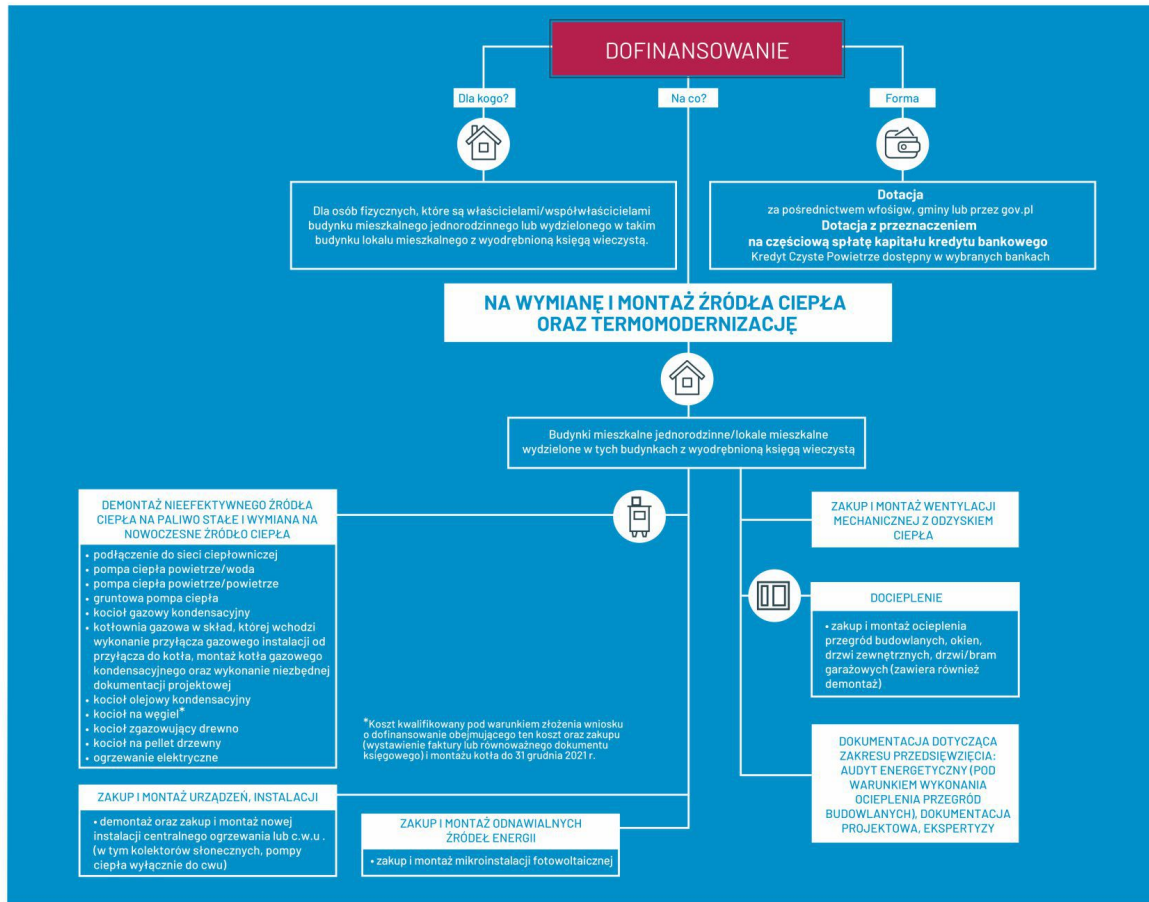 DOFINANSOWANIE
Dla kogo?
Na co?
Forma
Dla osób fizycznych, które są właścicielami/współwłaścicielami
budynku mieszkalnego jednorodzinnego lub wydzielonego w takim
budynku lokalu mieszkalnego z wyodrębnioną księgą wieczystą.
Dotacja
za pośrednictwem wfośigw, gminy lub przez gov.pl
Dotacja z przeznaczeniem
na częściową spłatę kapitału kredytu bankowego
Kredyt Czyste Powietrze dostępny w wybranych bankach
NA WYMIANĘ I MONTAŻ ŹRÓDŁA CIEPŁA
ORAZ TERMOMODERNIZACJĘ
Budynki mieszkalne jednorodzinne/lokale mieszkalne
wydzielone w tych budynkach z wyodrębnioną księgą wieczystą
DEMONTAŻ NIEEFEKTYWNEGO ŹRÓDŁA
CIEPŁA NA PALIWO STAŁE I WYMIANA NA
NOWOCZESNE ŹRÓDŁO CIEPŁA
• podłączenie do sieci ciepłowniczej
• pompa ciepła powietrze/woda
• pompa ciepła powietrze/powietrze
• gruntowa pompa ciepła
• kocioł gazowy kondensacyjny
• kotłownia gazowa w skład, której wchodzi
wykonanie przyłącza gazowego instalacji od
przyłącza do kotła, montaż kotła gazowego
kondensacyjnego oraz wykonanie niezbędnej
dokumentacji projektowej
• kocioł olejowy kondensacyjny
• kocioł na węgiel*
• kocioł zgazowujący drewno
• kocioł na pellet drzewny
• ogrzewanie elektryczne
*Koszt kwalifikowany pod warunkiem złożenia wniosku
o dofinansowanie obejmującego ten koszt oraz zakupu
(wystawienie faktury lub równoważnego dokumentu
księgowego) i montażu kotła do 31 grudnia 2021 r.
ZAKUP I MONTAŻ URZĄDZEŃ, INSTALACJI
• demontaż oraz zakup i montaż nowej
instalacji centralnego ogrzewania lub c.w.u .
(w tym kolektorów słonecznych, pompy
ciepła wyłącznie do cwu)
ZAKUP I MONTAŻ ODNAWIALNYCH
ŹRÓDEŁ ENERGII
• zakup i montaż mikroinstalacji fotowoltaicznej
ZAKUP I MONTAŻ WENTYLACJI
MECHANICZNEJ Z ODZYSKIEM
CIEPŁA
DOCIEPLENIE
• zakup i montaż ocieplenia
przegród budowlanych, okien,
drzwi zewnętrznych, drzwi/bram
garażowych (zawiera również
demontaż)
DOKUMENTACJA DOTYCZĄCA
ZAKRESU PRZEDSIĘWZIĘCIA:
AUDYT ENERGETYCZNY (POD
WARUNKIEM WYKONANIA
OCIEPLENIA PRZEGRÓD
BUDOWLANYCH), DOKUMENTACJA
PROJEKTOWA, EKSPERTYZY